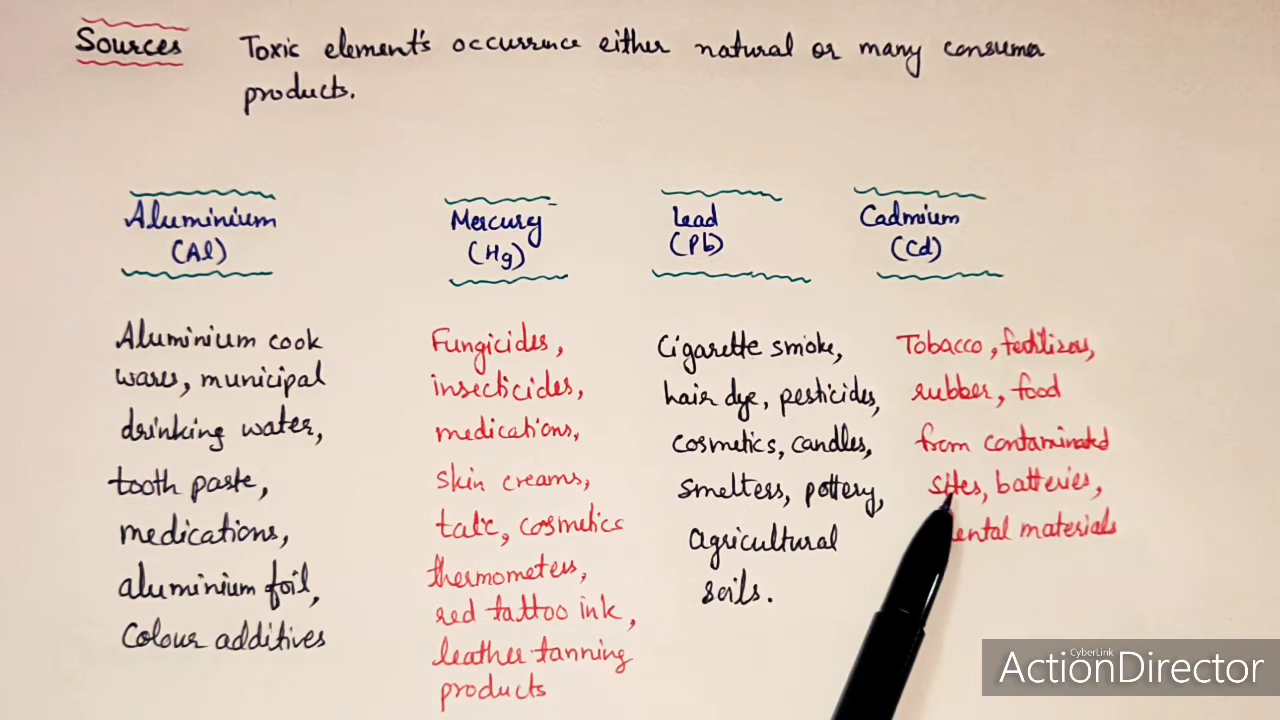 Sources Toxic element's occurrence either natural or many consumer
products.
Aluminium
(Al)
Aluminium cook
wares, municipal
drinking water,
tooth paste,
medications,
aluminium foil,
Colour additives
Mercury
(Hg)
Fungicides,
insecticides,
medications,
skin creams,
talc, cosmetics
thermometers,
red tattoo ink,
leather tanning
products
Lead
(Pb)
Cigarette smoke,
hair dye, pesticides,
cosmetics, candles,
smelters, pottery,
agricultural
soils.
Cadmium
(Cd)
Tobacco, fertilizers,
rubber, food
from contaminated
sites, batteries,
ental materials
CyberLink
ActionDirector